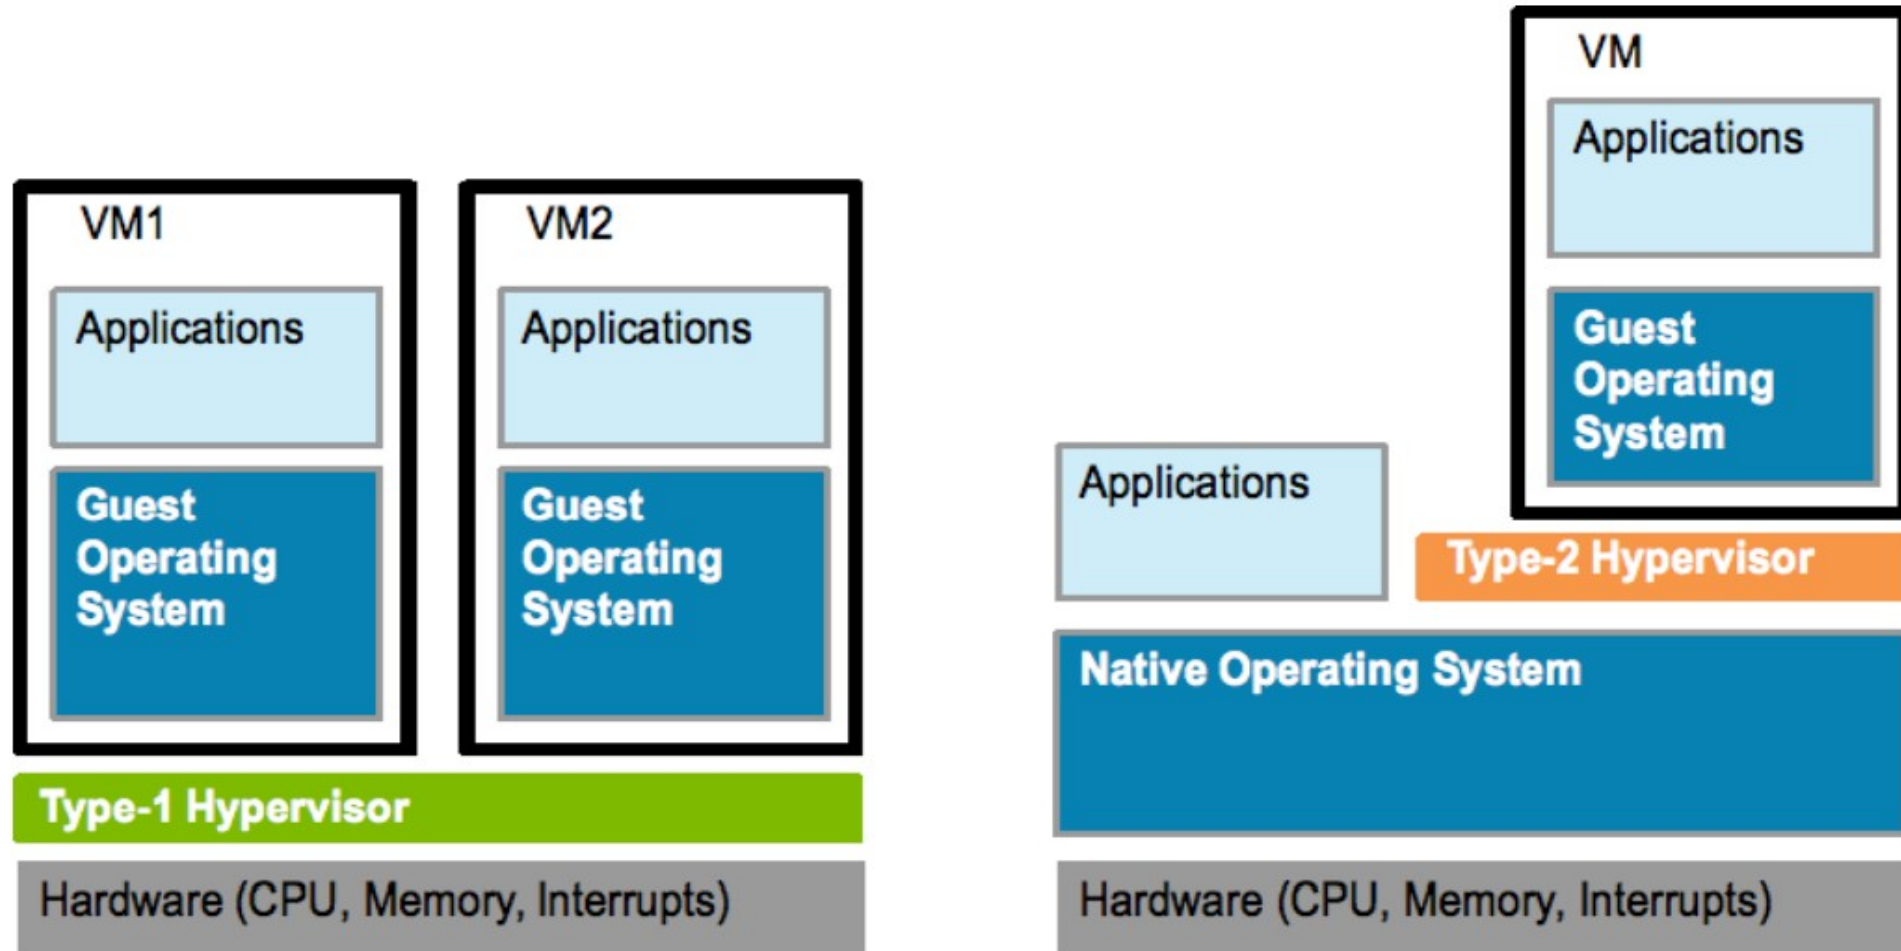 VM1
Applications
Guest
Operating
System
VM2
Applications
Guest
Operating
System
Type-1 Hypervisor
Hardware (CPU, Memory, Interrupts)
VM
Applications
Guest
Operating
System
Applications
Type-2 Hypervisor
Native Operating System
Hardware (CPU, Memory, Interrupts)